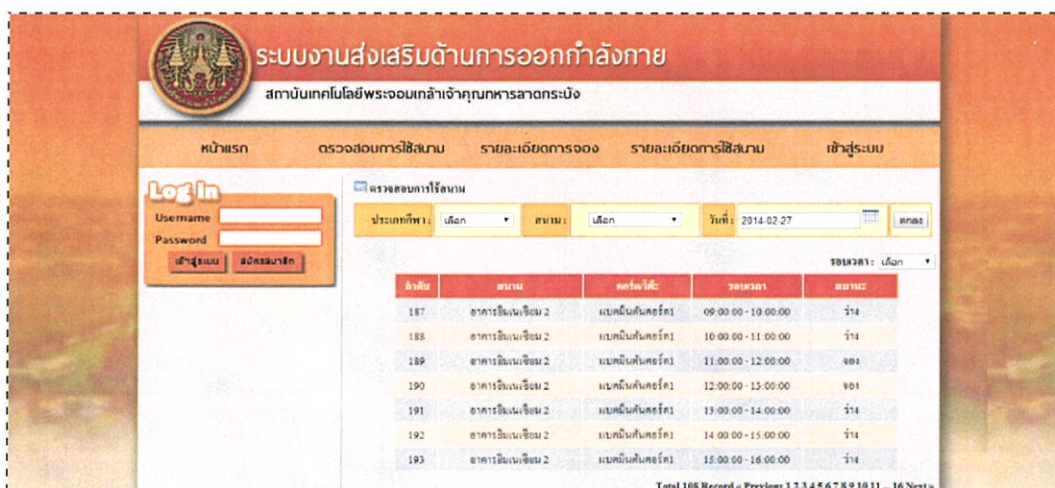 ระบบงานส่งเสริมด้านการออกกำลังกาย
สถาบันเทคโนโลยีพระจอมเกล้าเจ้าคุณทหารลาดกระบัง
หน้าแรก ตรวจสอบการใช้สนาม รายละเอียดการจอง รายละเอียดการใช้สนาม เข้าสู่ระบบ
Log In
Username
Password
เข้าสู่ระบบ สมัครสมาชิก
ตรวจสอบการใช้สนาม
ประเภทกีฬา : เลือก สนาม : เลือก วันที่ : 2014-02-27 ตกลง
รอบเวลา : เลือก
ลำดับ สนาม คอร์ด/โต๊ะ รอบเวลา สถานะ
187 อาคารยิมเนเซียม 2 แบดมินตันคอร์ด1 09:00:00 - 10:00:00 ว่าง
188 อาคารยิมเนเซียม 2 แบดมินตันคอร์ด1 10:00:00 - 11:00:00 ว่าง
189 อาคารยิมเนเซียม 2 แบดมินตันคอร์ด1 11:00:00 - 12:00:00 จอง
190 อาคารยิมเนเซียม 2 แบดมินตันคอร์ด1 12:00:00 - 13:00:00 จอง
191 อาคารยิมเนเซียม 2 แบดมินตันคอร์ด1 13:00:00 - 14:00:00 ว่าง
192 อาคารยิมเนเซียม 2 แบดมินตันคอร์ด1 14:00:00 - 15:00:00 ว่าง
193 อาคารยิมเนเซียม 2 แบดมินตันคอร์ด1 15:00:00 - 16:00:00 ว่าง
Total 108 Record « Previous 1 2 3 4 5 6 7 8 9 10 11 .. 16 Next »